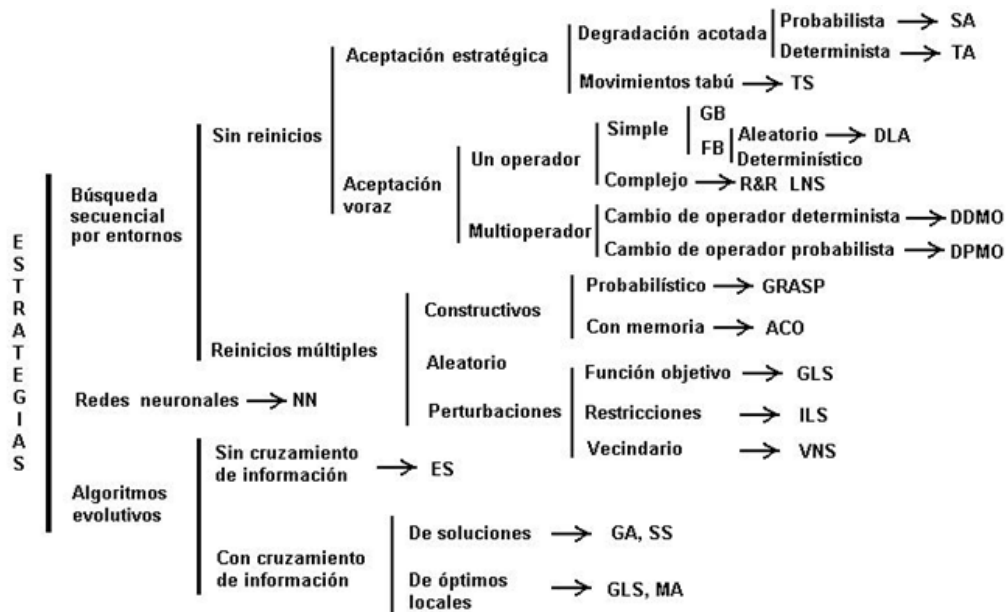 ESTRATEGIAS
Búsqueda
secuencial
por entornos
Sin reinicios
Aceptación estratégica
Degradación acotada
Probabilista → SA
Determinista → TA
Movimientos tabú → TS
Aceptación
voraz
Un operador
Simple
GB
FB
Aleatorio → DLA
Determinístico
Complejo → R&R LNS
Multioperador
Cambio de operador determinista → DDMO
Cambio de operador probabilista → DPMO
Reinicios múltiples
Constructivos
Probabilístico → GRASP
Con memoria → ACO
Aleatorio
Perturbaciones
Función objetivo → GLS
Restricciones → ILS
Vecindario → VNS
Redes neuronales → NN
Algoritmos
evolutivos
Sin cruzamiento
de información → ES
Con cruzamiento
de información
De soluciones → GA, SS
De óptimos
locales → GLS, MA